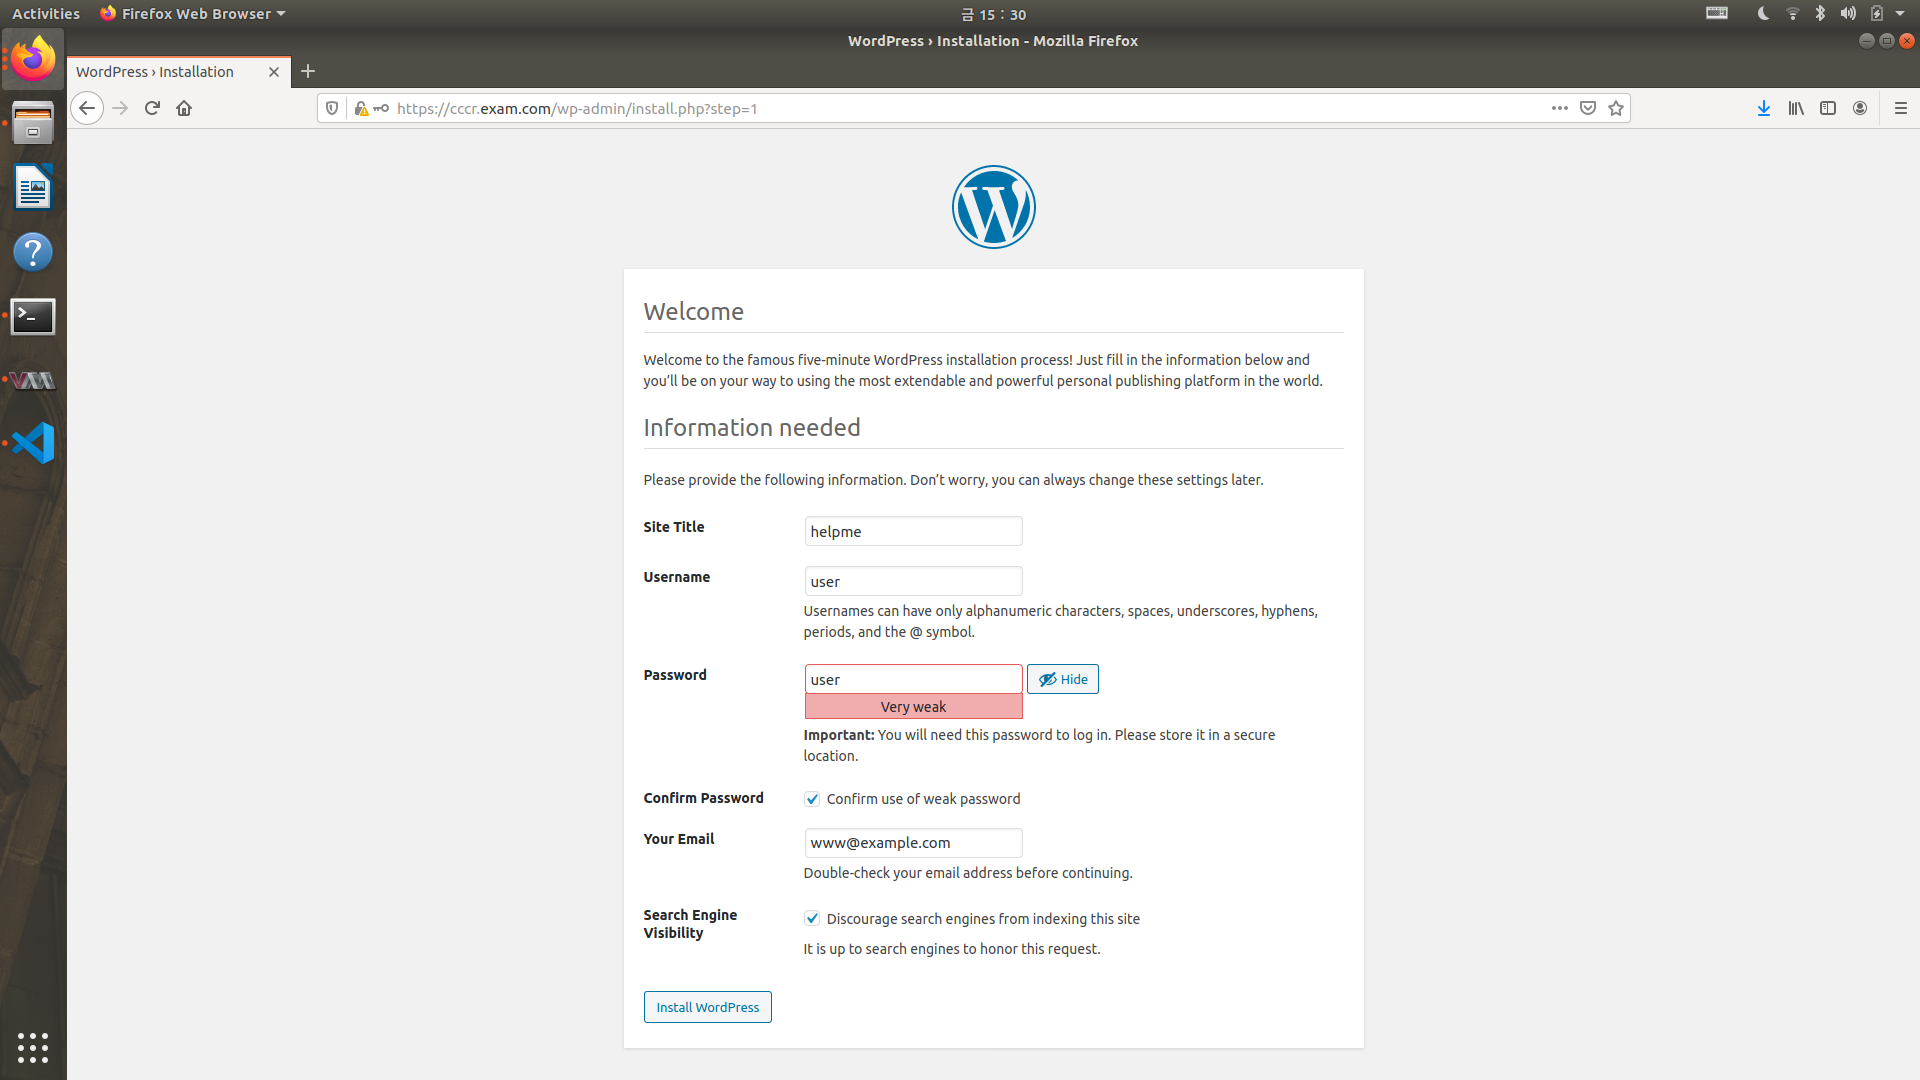 Activities
Firefox Web Browser
금 15 : 30
WordPress › Installation - Mozilla Firefox
WordPress › Installation
https://cccr.exam.com/wp-admin/install.php?step=1
Welcome
Welcome to the famous five-minute WordPress installation process! Just fill in the information below and
you’ll be on your way to using the most extendable and powerful personal publishing platform in the world.
Information needed
Please provide the following information. Don’t worry, you can always change these settings later.
Site Title
helpme
Username
user
Usernames can have only alphanumeric characters, spaces, underscores, hyphens,
periods, and the @ symbol.
Password
user
Hide
Very weak
Important: You will need this password to log in. Please store it in a secure
location.
Confirm Password
Confirm use of weak password
Your Email
www@example.com
Double-check your email address before continuing.
Search Engine
Visibility
Discourage search engines from indexing this site
It is up to search engines to honor this request.
Install WordPress